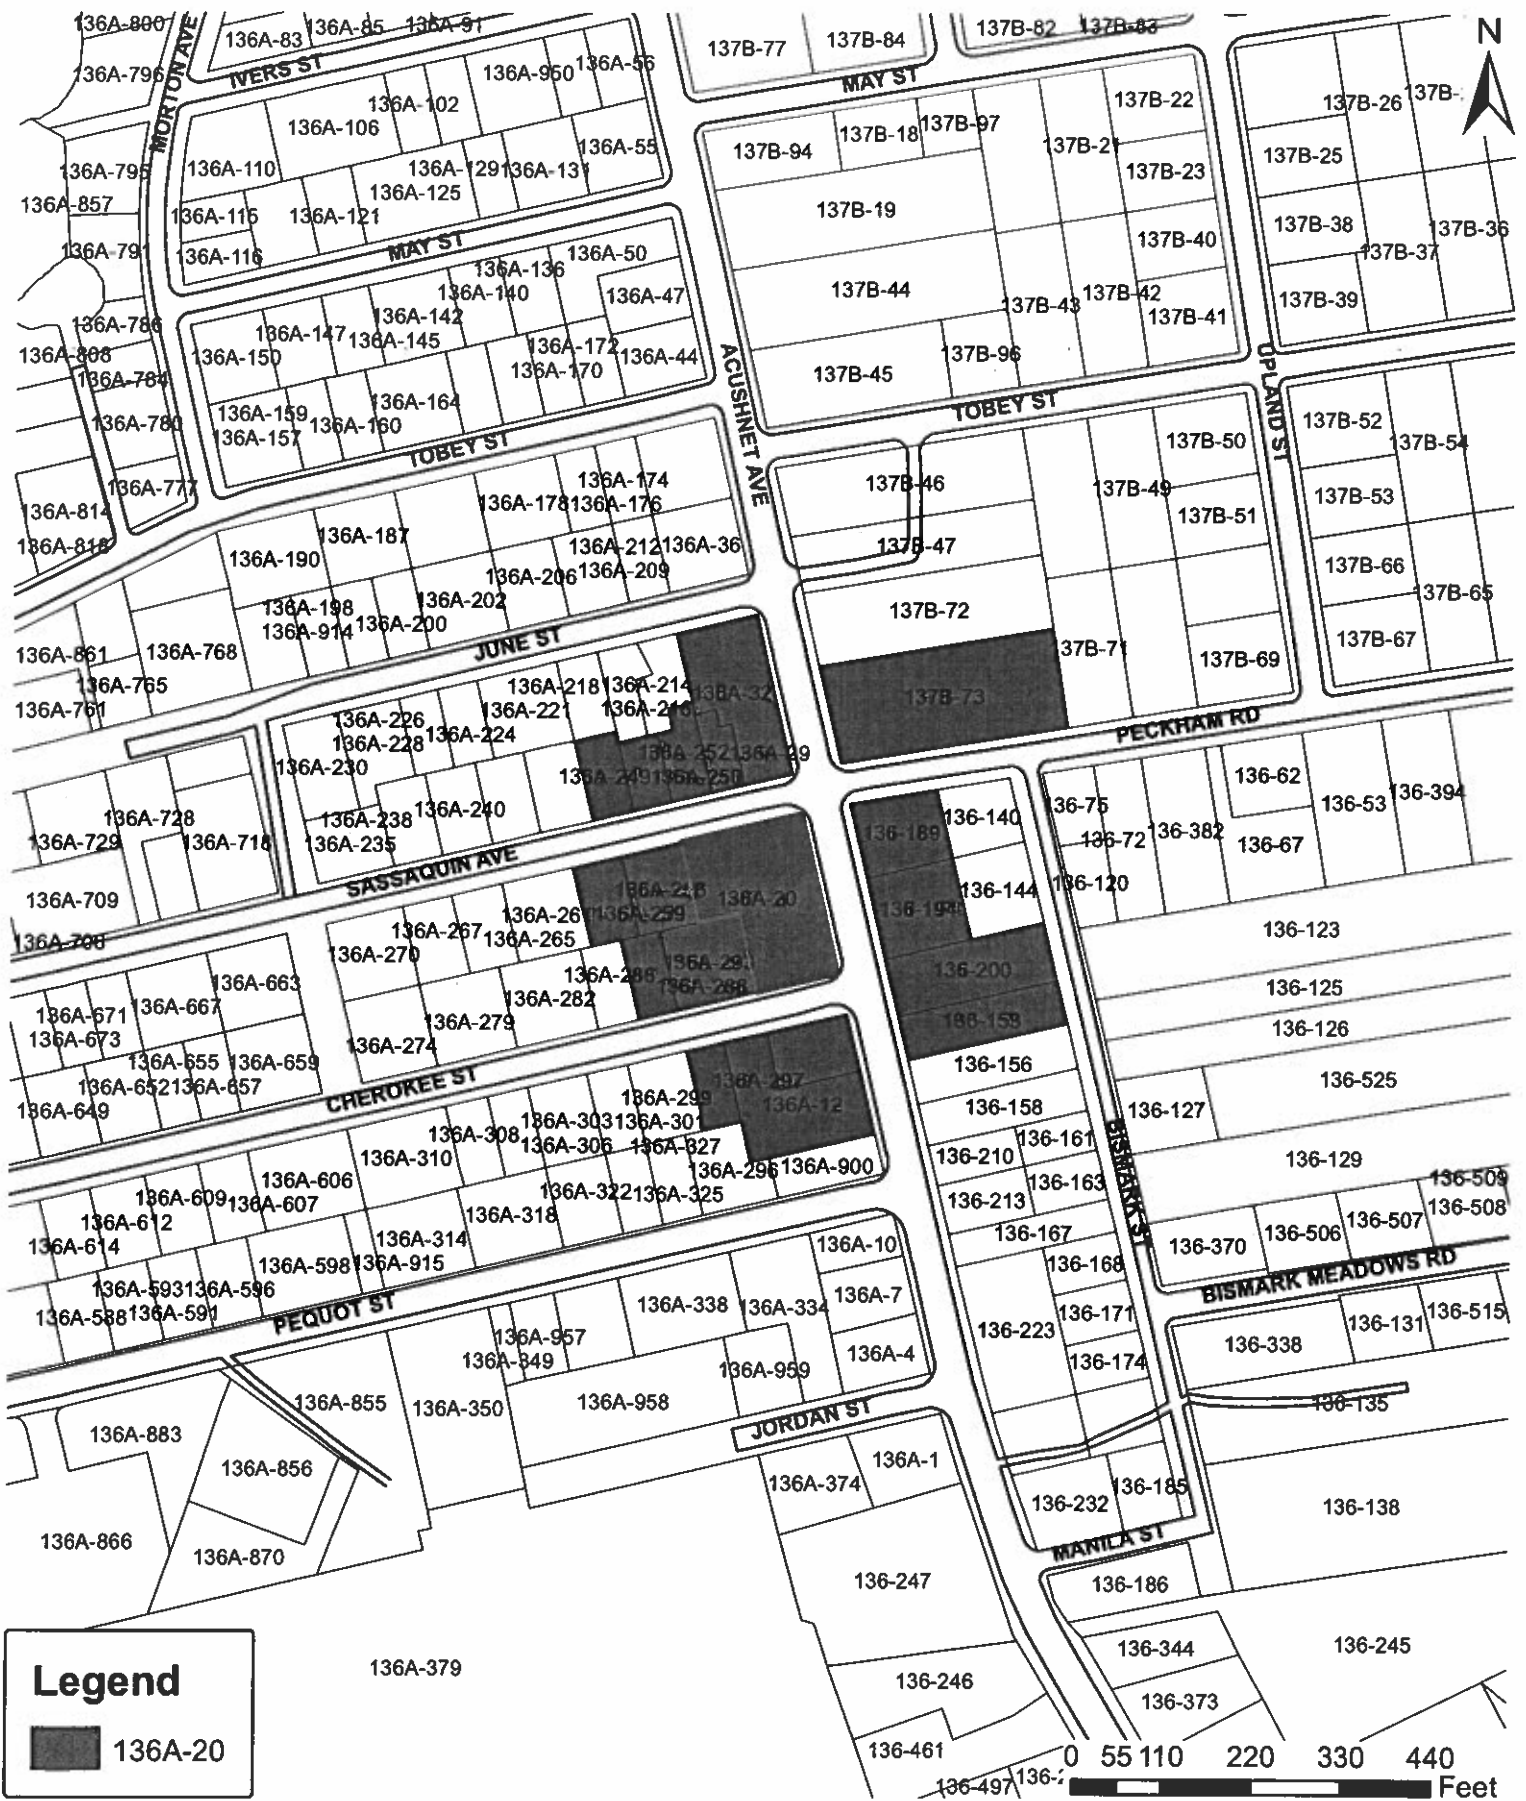 136A-800
136A-83
136A-85
136A-91
137B-77
137B-84
137B-82
137B-83
N
136A-796
MORTON AVE
IVERS ST
136A-950
136A-56
MAY ST
137B-26
136A-102
136A-106
137B-22
137B-18
137B-97
137B-94
137B-21
137B-25
136A-55
136A-795
136A-110
136A-129
136A-131
136A-125
137B-23
136A-857
136A-115
136A-121
137B-19
137B-38
137B-36
136A-791
136A-116
MAY ST
136A-50
137B-40
137B-37
136A-136
136A-140
136A-47
137B-44
137B-43
137B-42
137B-39
136A-786
136A-142
136A-147
136A-145
137B-41
136A-808
136A-150
136A-172
136A-44
137B-96
136A-784
136A-170
137B-45
ACUSHNET AVE
UPLAND ST
136A-159
136A-164
TOBEY ST
136A-780
136A-157
136A-160
TOBEY ST
137B-52
137B-54
137B-50
136A-777
136A-174
137B-46
137B-49
137B-53
136A-814
136A-178
136A-176
137B-51
136A-818
136A-187
136A-190
136A-212
136A-36
137B-47
136A-206
136A-209
137B-66
136A-198
136A-202
137B-72
137B-65
136A-914
136A-200
JUNE ST
136A-861
136A-768
137B-71
137B-67
136A-765
136A-218
136A-214
136A-32
137B-73
137B-69
136A-761
136A-226
136A-221
136A-216
PECKHAM RD
136A-228
136A-224
136A-230
136A-252
136A-29
136A-249
136A-250
136-62
136A-728
136A-238
136A-240
136-140
136-75
136-53
136-394
136A-729
136A-718
136A-235
136-189
136-72
136-382
136-67
SASSAQUIN AVE
136A-709
136A-20
136-144
136-120
136A-259
136A-706
136A-267
136A-265
136A-270
136-123
136A-663
136A-293
136-200
136A-667
136A-282
136A-288
136-125
136A-671
136A-279
136-126
136A-673
136A-274
136A-655
136A-659
136-156
136A-652
136A-657
CHEROKEE ST
136A-297
136-525
136A-649
136A-299
136A-12
136-158
136-127
136A-308
136A-303
136A-301
136-161
BISMARK ST
136A-310
136A-306
136A-327
136-210
136-129
136A-606
136A-296
136A-900
136-163
136-509
136A-609
136A-607
136A-322
136A-325
136-213
136-508
136A-612
136A-318
136-167
136-506
136-507
136A-614
136A-314
136A-10
136-370
136A-598
136A-915
136-168
BISMARK MEADOWS RD
136A-593
136A-596
136A-338
136A-334
136A-7
136A-588
136A-591
PEQUOT ST
136A-957
136-223
136-171
136-338
136-131
136-515
136A-349
136A-959
136A-4
136-174
136A-855
136A-350
136A-958
136-135
JORDAN ST
136A-883
136A-856
136A-374
136A-1
136-232
136-185
136-138
136A-866
136A-870
MANILA ST
136-247
136-186
136A-379
136-344
136-245
136-246
136-373
136-461
136-497
Legend
136A-20
0 55 110 220 330 440
Feet